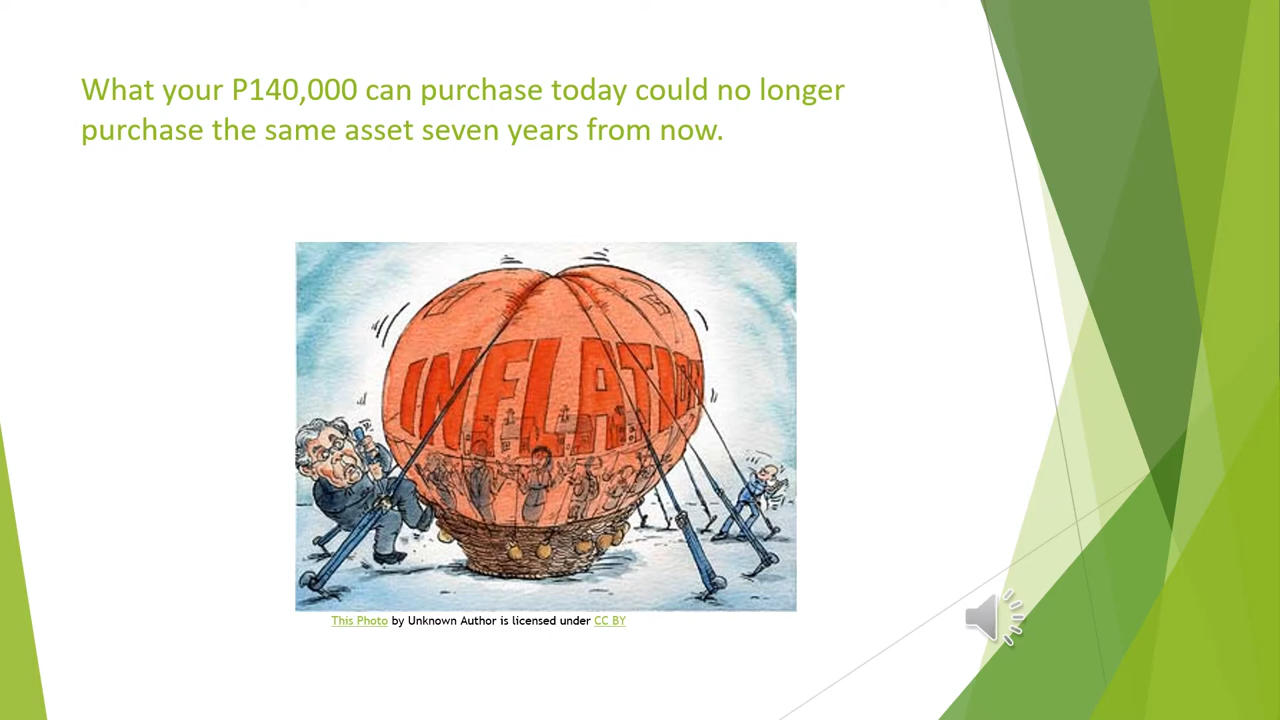 What your P140,000 can purchase today could no longer
purchase the same asset seven years from now.
INFLATION
This Photo by Unknown Author is licensed under CC BY